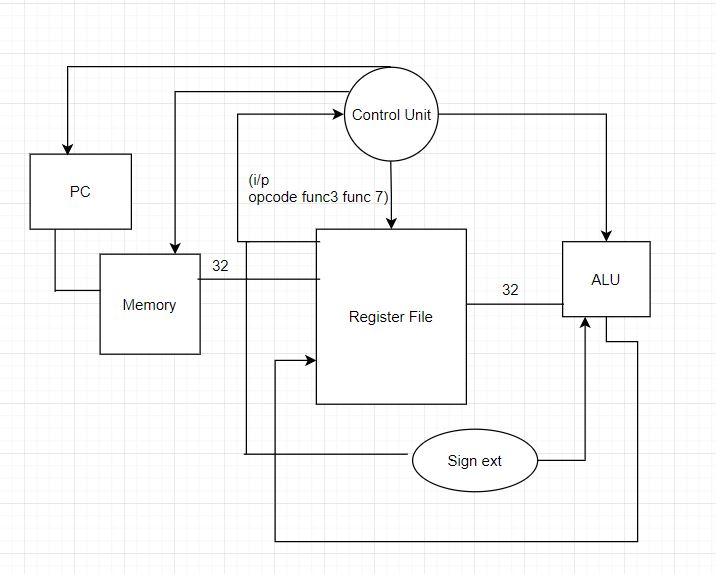 Control Unit
PC
(i/p
opcode func3 func 7)
32
Memory
Register File
32
ALU
Sign ext